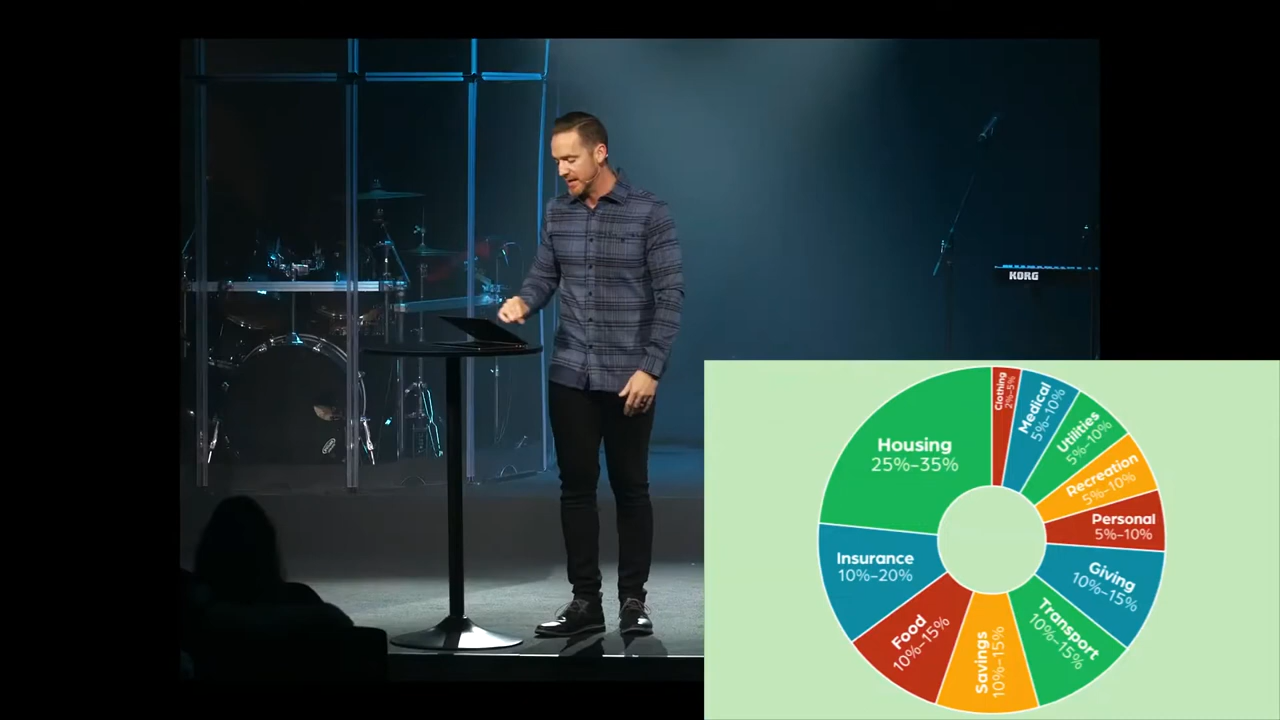 KORG
Clothing
2%-5%
Medical
5%-10%
Utilities
5%-10%
Recreation
5%-10%
Personal
5%-10%
Giving
10%-15%
Transport
10%-15%
Savings
10%-15%
Food
10%-15%
Insurance
10%-20%
Housing
25%-35%